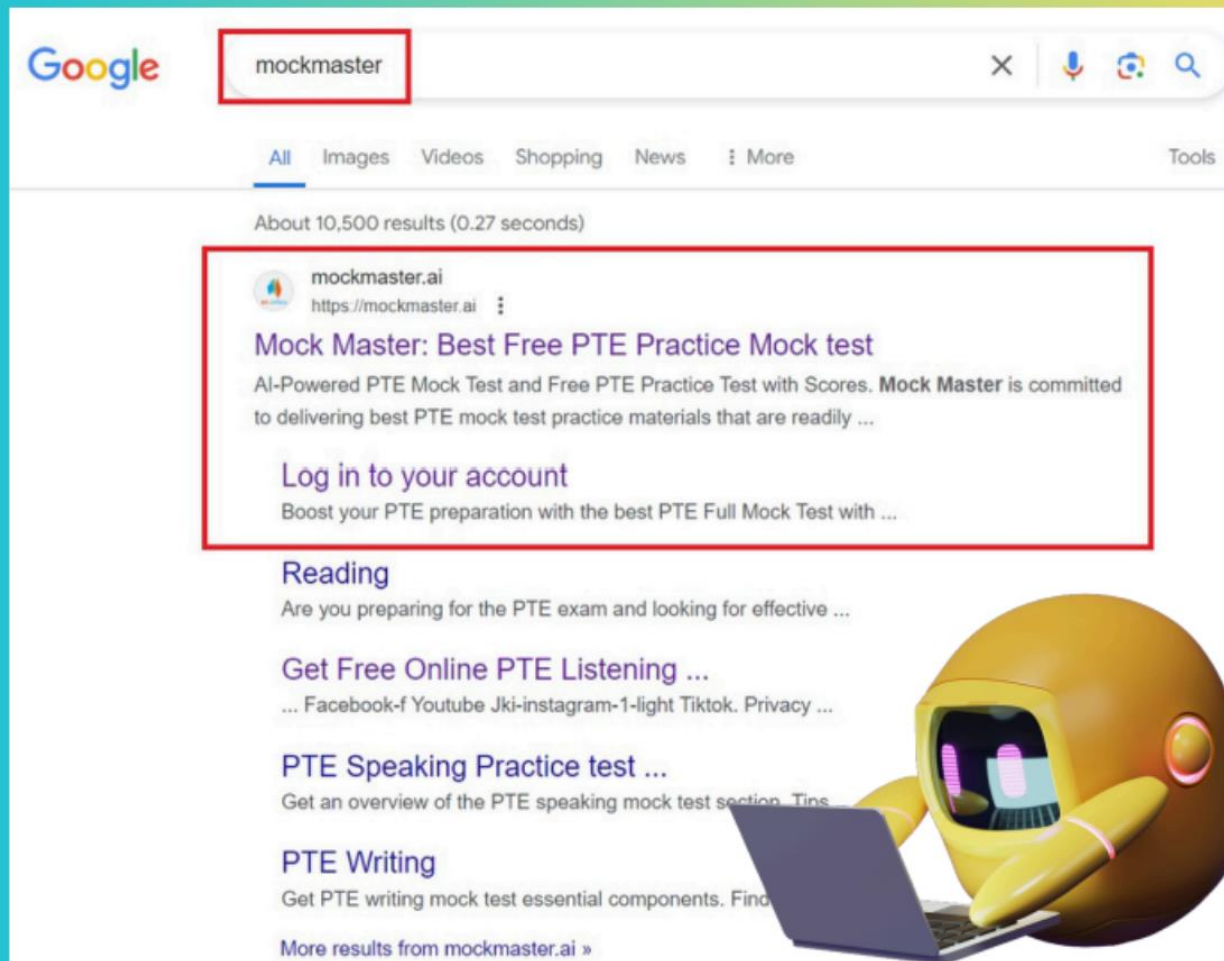 Google
mockmaster
All Images Videos Shopping News More Tools
About 10,500 results (0.27 seconds)
mockmaster.ai
https://mockmaster.ai
Mock Master: Best Free PTE Practice Mock test
AI-Powered PTE Mock Test and Free PTE Practice Test with Scores. Mock Master is committed
to delivering best PTE mock test practice materials that are readily ...
Log in to your account
Boost your PTE preparation with the best PTE Full Mock Test with ...
Reading
Are you preparing for the PTE exam and looking for effective ...
Get Free Online PTE Listening ...
... Facebook-f Youtube Jki-instagram-1-light Tiktok. Privacy ...
PTE Speaking Practice test ...
Get an overview of the PTE speaking mock test section. Tips
PTE Writing
Get PTE writing mock test essential components. Find
More results from mockmaster.ai »